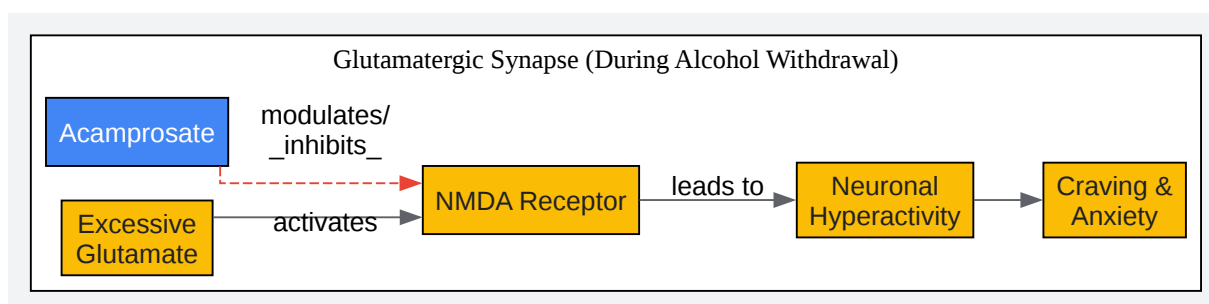 Glutamatergic Synapse (During Alcohol Withdrawal)
Acamprosate
modulates/
_inhibits_
Excessive
Glutamate
activates
NMDA Receptor
leads to
Neuronal
Hyperactivity
Craving &
Anxiety